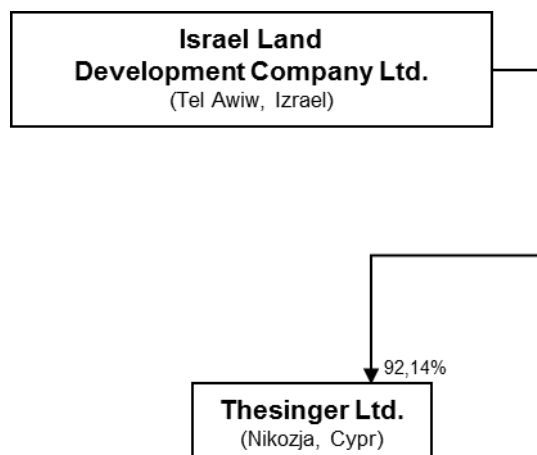 Israel Land
Development Company Ltd.
(Tel Awiw, Izrael)
92,14%
Thesinger Ltd.
(Nikozja, Cypr)